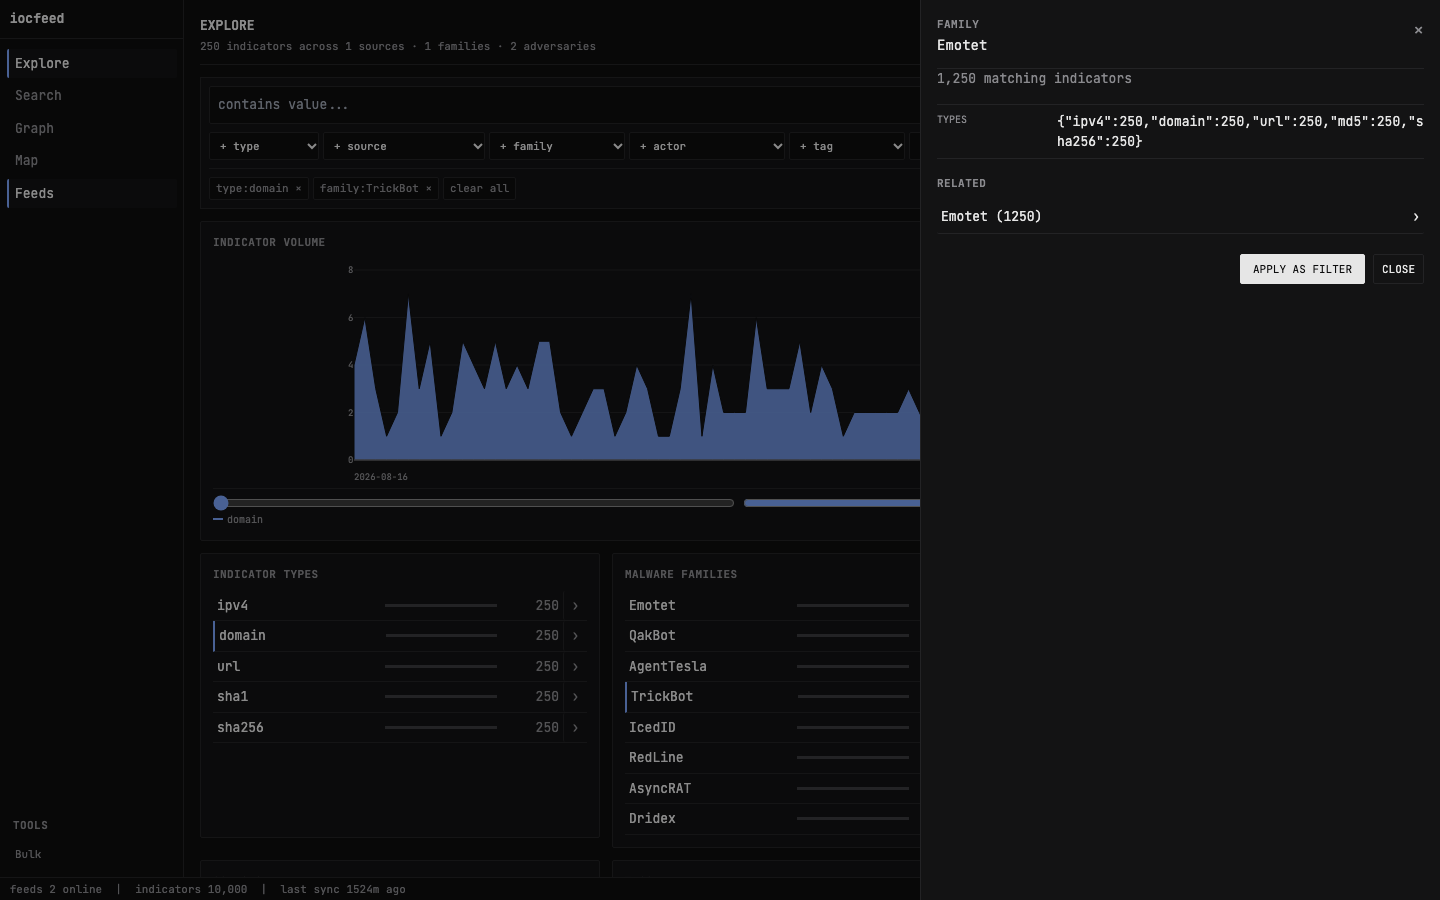 iocfeed
Explore
Search
Graph
Map
Feeds
TOOLS
Bulk
EXPLORE
250 indicators across 1 sources · 1 families · 2 adversaries
contains value...
+ type
+ source
+ family
+ actor
+ tag
type:domain ×
family:TrickBot ×
clear all
INDICATOR VOLUME
8
6
4
2
0
2026-08-16
domain
INDICATOR TYPES
ipv4 250 ›
domain 250 ›
url 250 ›
sha1 250 ›
sha256 250 ›
MALWARE FAMILIES
Emotet
QakBot
AgentTesla
TrickBot
IcedID
RedLine
AsyncRAT
Dridex
FAMILY
×
Emotet
1,250 matching indicators
TYPES
{"ipv4":250,"domain":250,"url":250,"md5":250,"s
ha256":250}
RELATED
Emotet (1250) ›
APPLY AS FILTER
CLOSE
feeds 2 online | indicators 10,000 | last sync 1524m ago